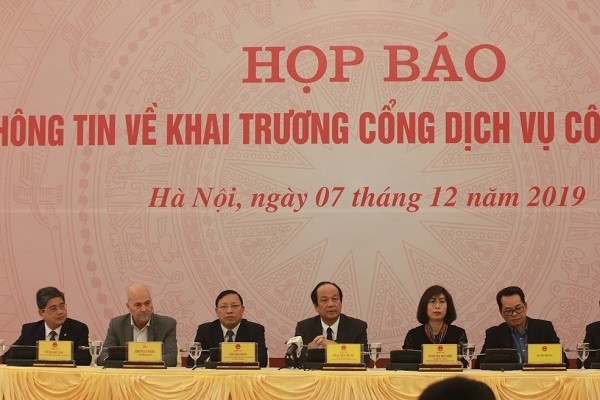 HỌP BÁO
HÔNG TIN VỀ KHAI TRƯƠNG CỔNG DỊCH VỤ CÔ
Hà Nội, ngày 07 tháng 12 năm 2019